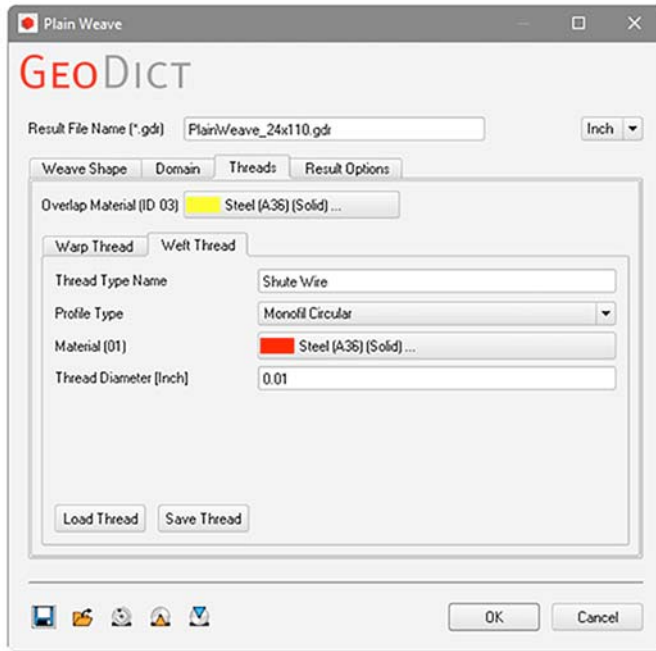 Plain Weave
GEODICT
Result File Name (*.gdr) PlainWeave_24x110.gdr Inch
Weave Shape Domain Threads Result Options
Overlap Material (ID 03) Steel (A36) (Solid) ...
Warp Thread Weft Thread
Thread Type Name Shute Wire
Profile Type Monofil Circular
Material (01) Steel (A36) (Solid) ...
Thread Diameter [Inch] 0.01
Load Thread Save Thread
OK Cancel